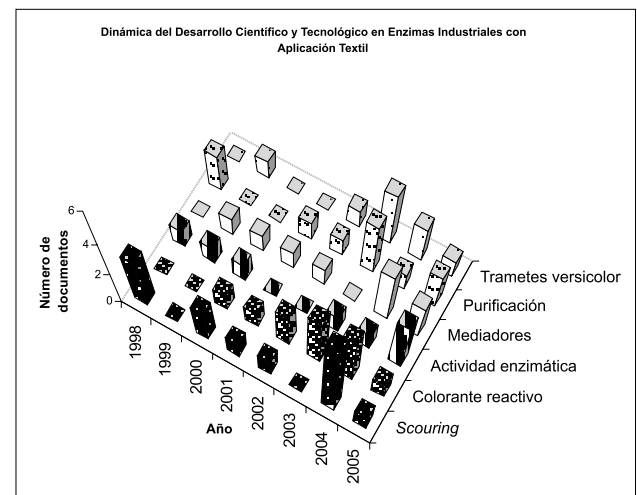 Dinámica del Desarrollo Científico y Tecnológico en Enzimas Industriales con
Aplicación Textil
6
4
2
0
Número de
documentos
1998
1999
2000
2001
2002
2003
2004
2005
Año
Trametes versicolor
Purificación
Mediadores
Actividad enzimática
Colorante reactivo
Scouring